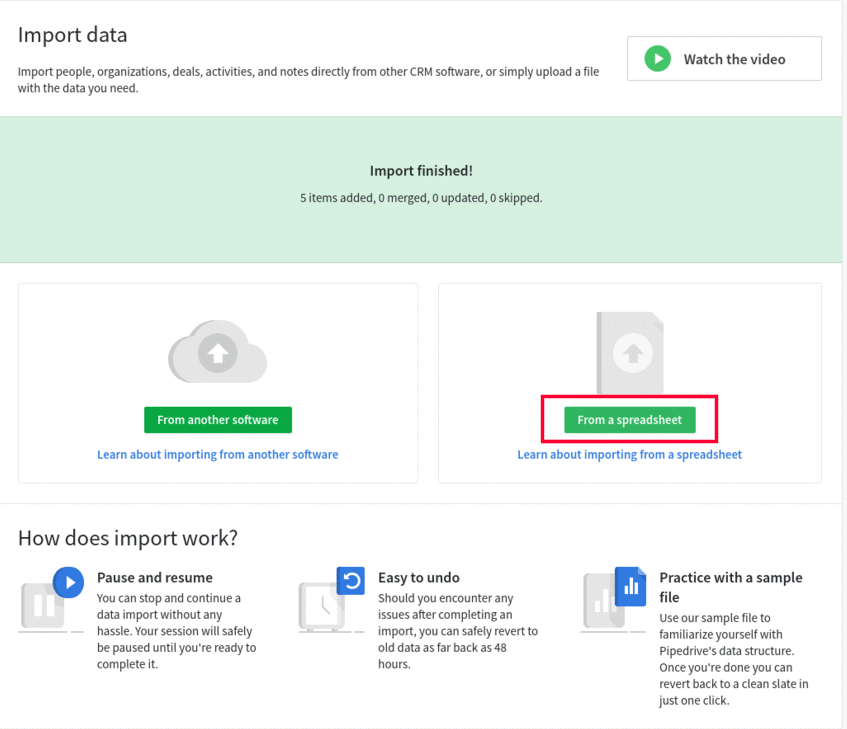 Import data
Import people, organizations, deals, activities, and notes directly from other CRM software, or simply upload a file
with the data you need.
Watch the video
Import finished!
5 items added, 0 merged, 0 updated, 0 skipped.
From another software
Learn about importing from another software
From a spreadsheet
Learn about importing from a spreadsheet
How does import work?
Pause and resume
You can stop and continue a
data import without any
hassle. Your session will safely
be paused until you're ready to
complete it.
Easy to undo
Should you encounter any
issues after completing an
import, you can safely revert to
old data as far back as 48
hours.
Practice with a sample
file
Use our sample file to
familiarize yourself with
Pipedrive's data structure.
Once you're done you can
revert back to a clean slate in
just one click.